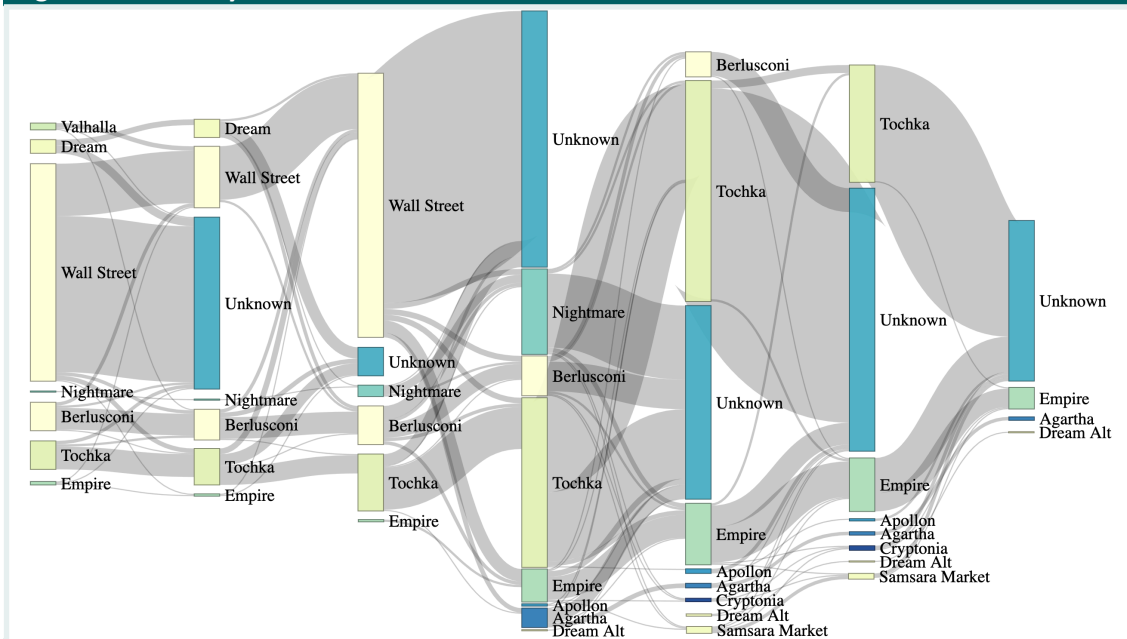 Valhalla
Dream
Wall Street
Nightmare
Berlusconi
Tochka
Empire
Dream
Wall Street
Unknown
Nightmare
Berlusconi
Tochka
Empire
Wall Street
Unknown
Nightmare
Berlusconi
Tochka
Empire
Unknown
Nightmare
Berlusconi
Tochka
Empire
Apollon
Agartha
Dream Alt
Berlusconi
Tochka
Unknown
Empire
Apollon
Agartha
Cryptonia
Dream Alt
Samsara Market
Tochka
Unknown
Empire
Apollon
Agartha
Cryptonia
Dream Alt
Samsara Market
Unknown
Empire
Agartha
Dream Alt